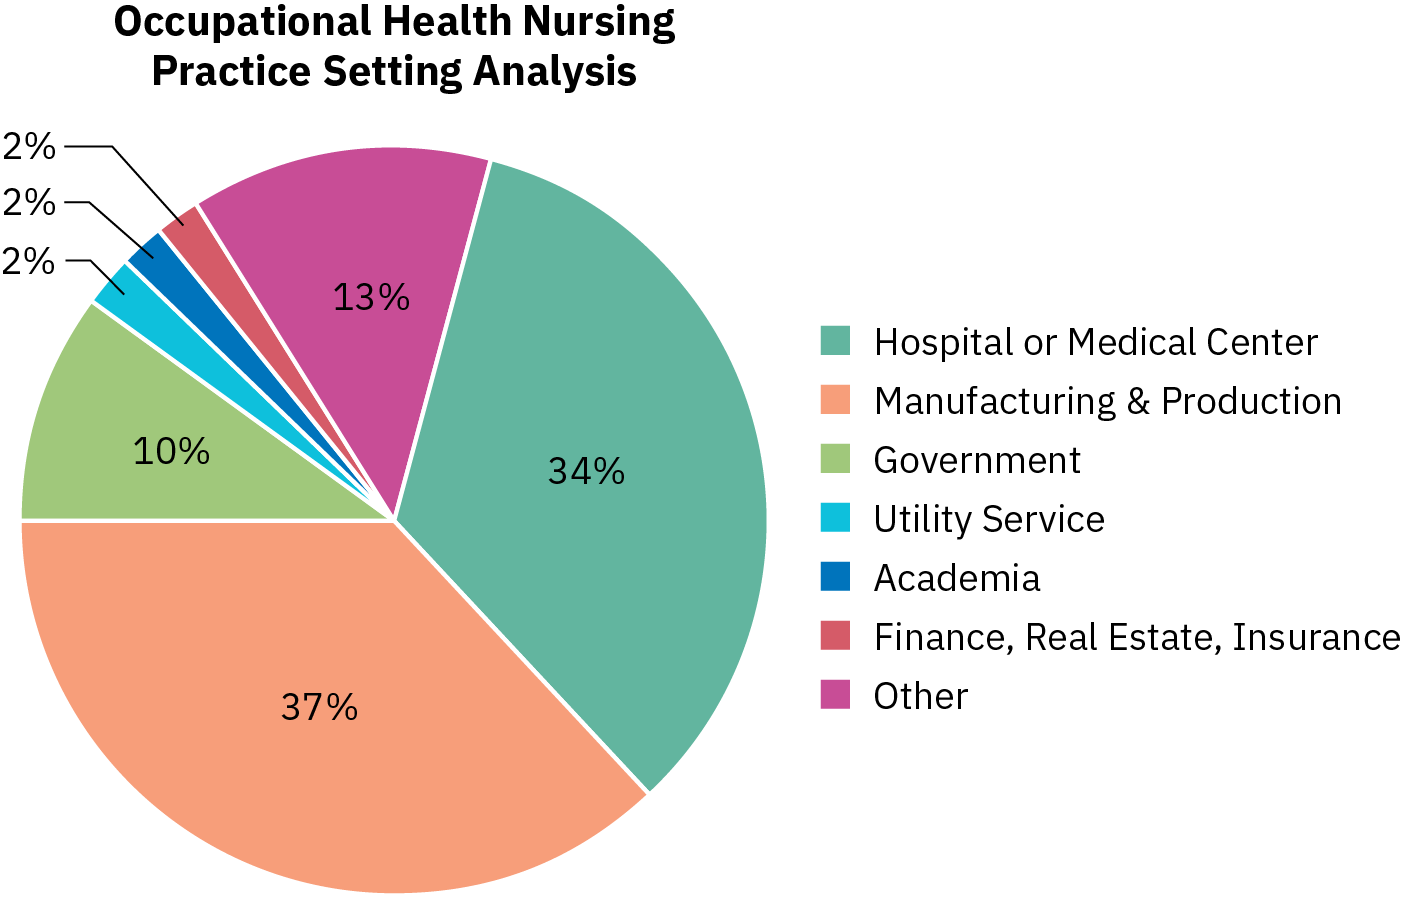 Occupational Health Nursing
Practice Setting Analysis
2%
2%
2%
13%
10%
34%
37%
Hospital or Medical Center
Manufacturing & Production
Government
Utility Service
Academia
Finance, Real Estate, Insurance
Other